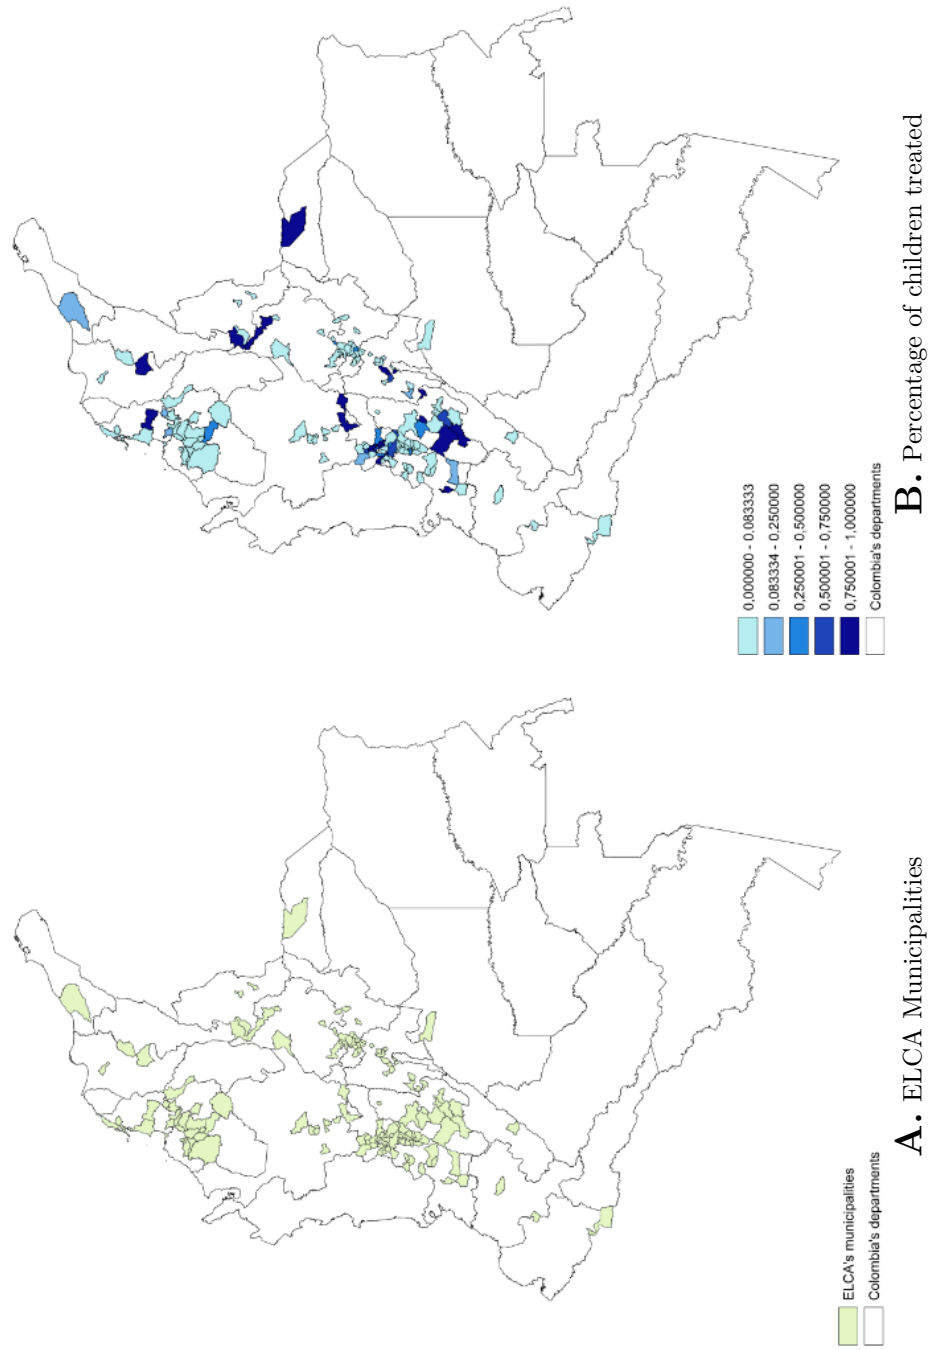 ELCA's municipalities
Colombia's departments
A. ELCA Municipalities
0,000000 - 0,083333
0,083334 - 0,250000
0,250001 - 0,500000
0,500001 - 0,750000
0,750001 - 1,000000
Colombia's departments
B. Percentage of children treated